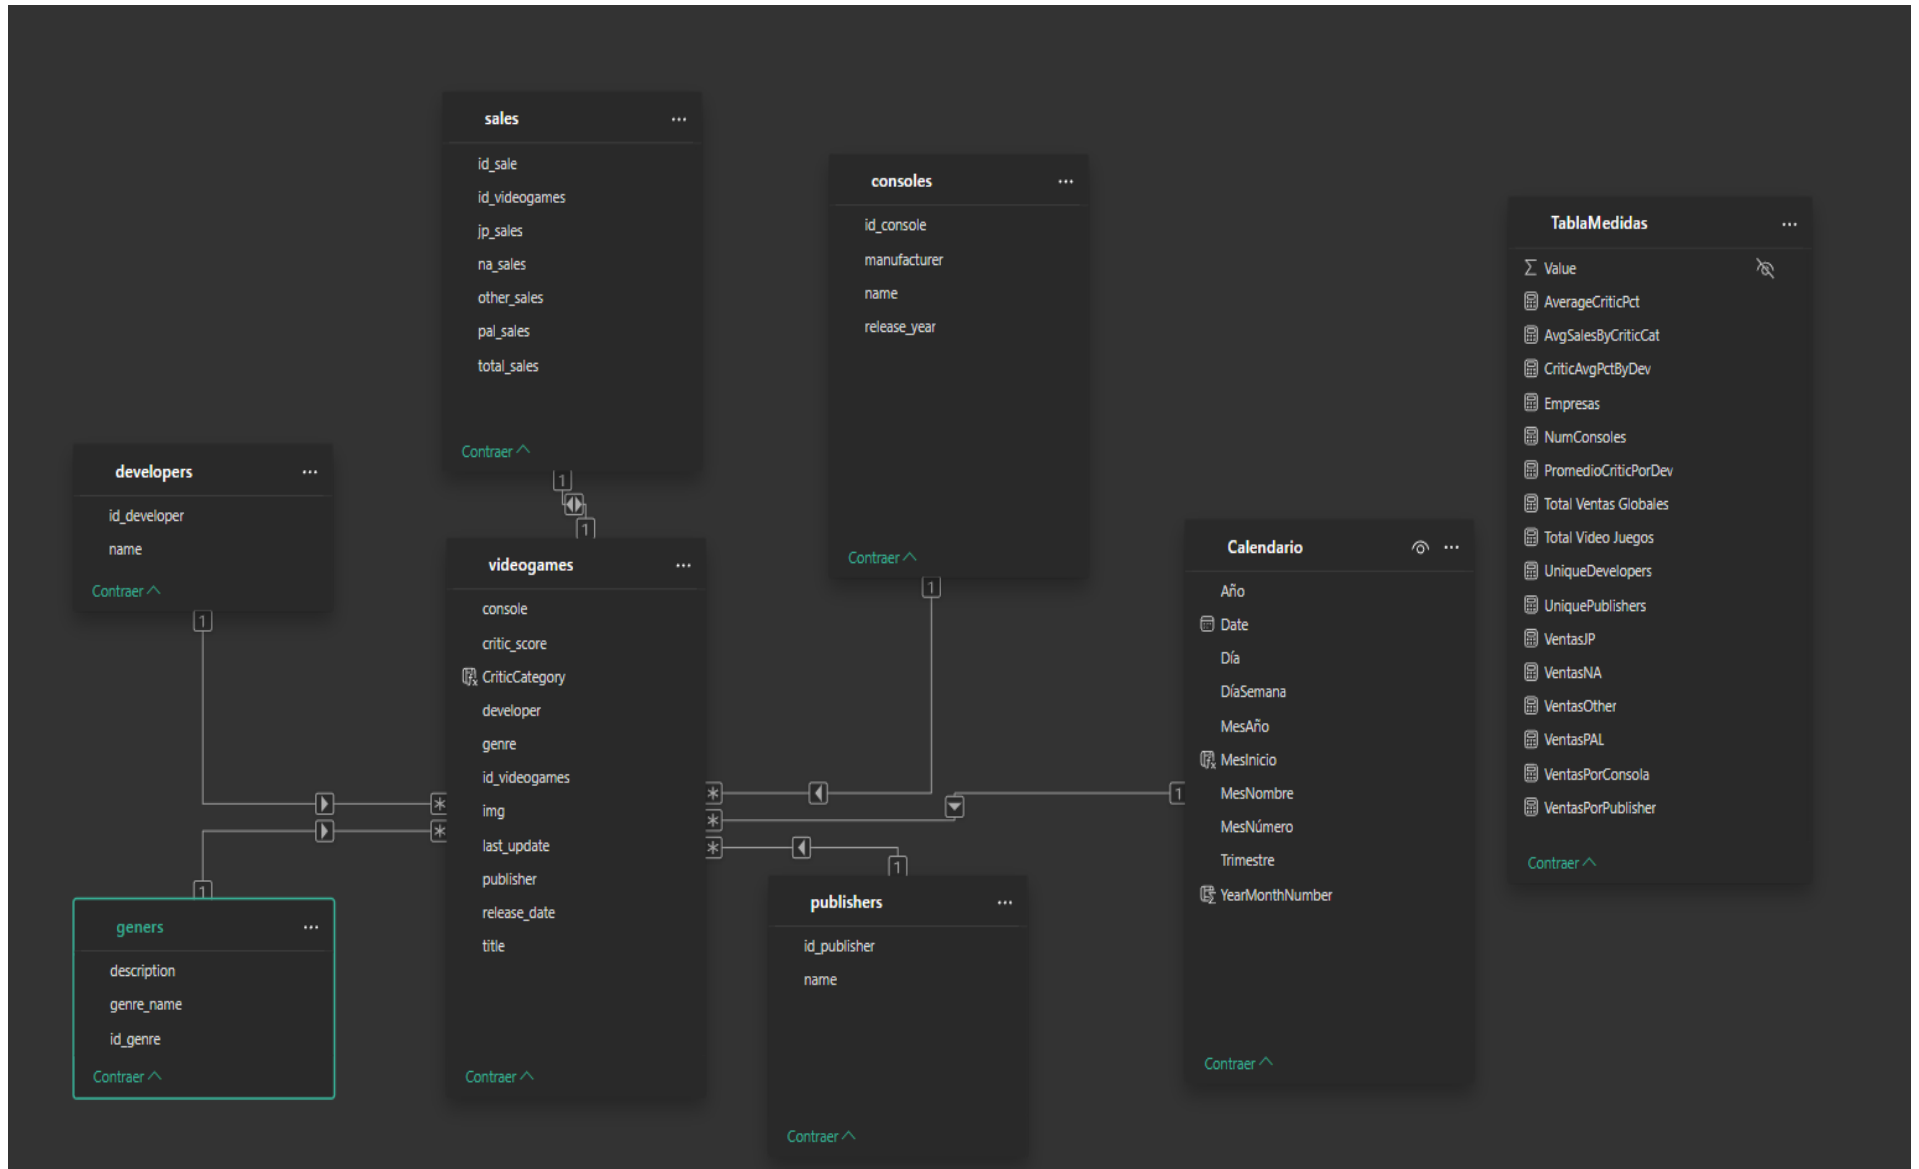 sales
id_sale
id_videogames
jp_sales
na_sales
other_sales
pal_sales
total_sales
Contraer
1
1
consoles
id_console
manufacturer
name
release_year
Contraer
1
TablaMedidas
Value
AverageCriticPct
AvgSalesByCriticCat
CriticAvgPctByDev
Empresas
NumConsoles
PromedioCriticPorDev
Total Ventas Globales
Total Video Juegos
UniqueDevelopers
UniquePublishers
VentasJP
VentasNA
VentasOther
VentasPAL
VentasPorConsola
VentasPorPublisher
Contraer
developers
id_developer
name
Contraer
1
videogames
console
critic_score
CriticCategory
developer
genre
id_videogames
img
last_update
publisher
release_date
title
Contraer
*
*
*
*
*
Calendario
Año
Date
Día
DíaSemana
MesAño
MesInicio
MesNombre
MesNúmero
Trimestre
YearMonthNumber
Contraer
1
1
geners
description
genre_name
id_genre
Contraer
1
publishers
id_publisher
name
Contraer